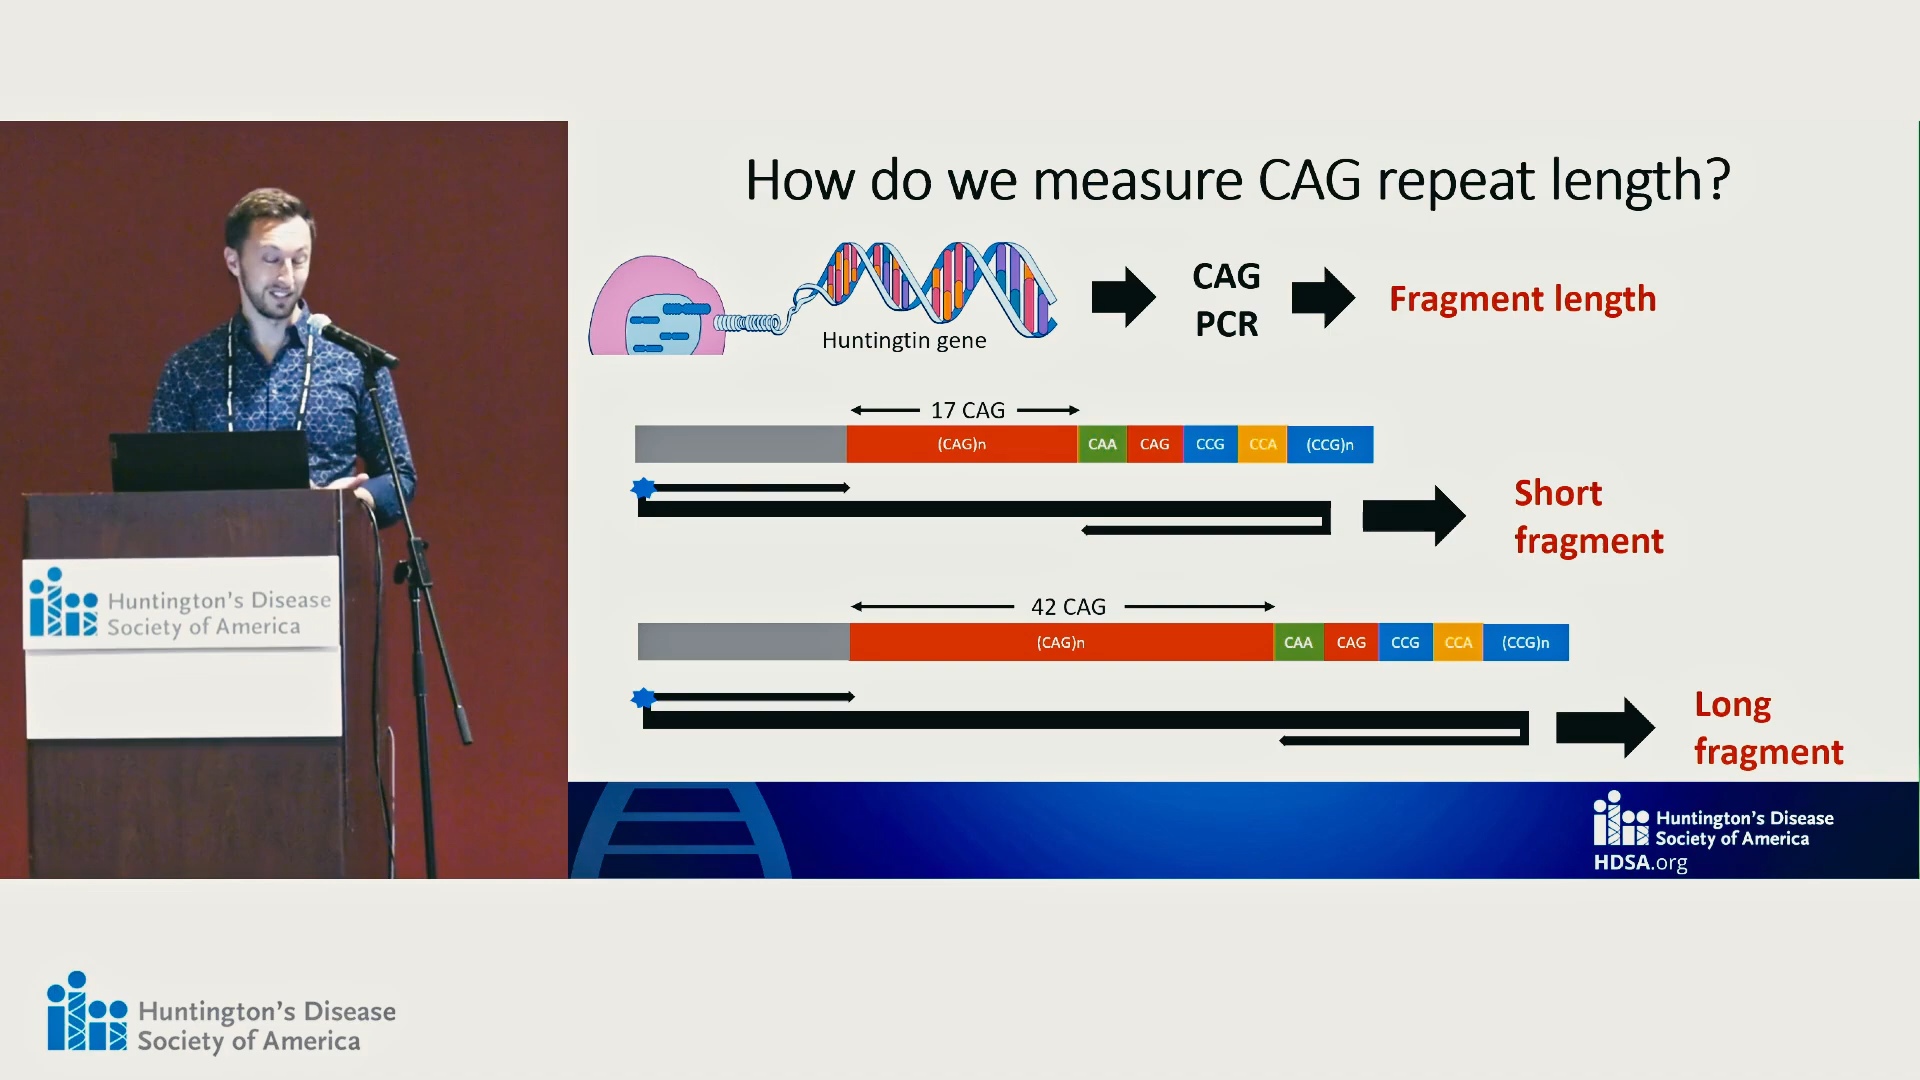 How do we measure CAG repeat length?
Huntingtin gene
CAG
PCR
Fragment length
17 CAG
(CAG)n
CAA
CAG
CCG
CCA
(CCG)n
Short
fragment
42 CAG
(CAG)n
CAA
CAG
CCG
CCA
(CCG)n
Long
fragment
Huntington's Disease
Society of America
HDSA.org
Huntington's Disease
Society of America
Huntington's Disease
Society of America